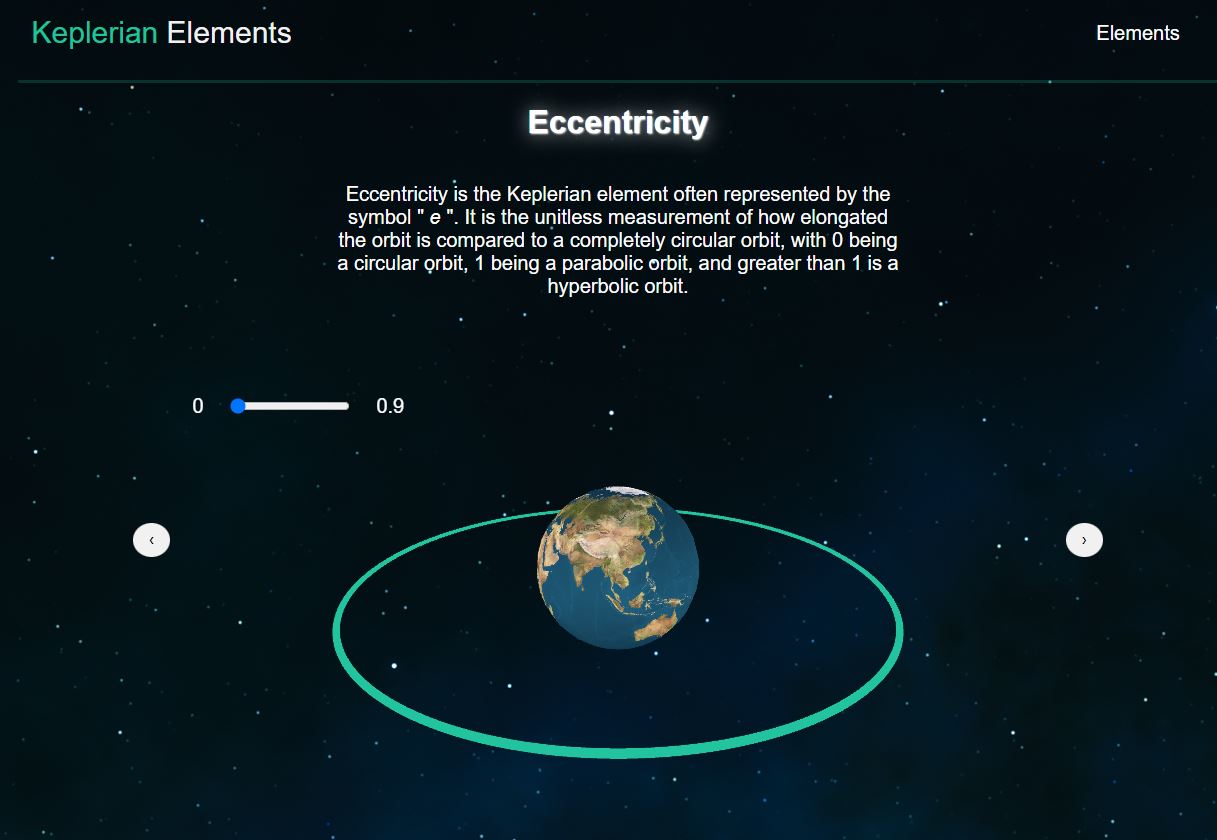 Keplerian Elements
Elements
Eccentricity
Eccentricity is the Keplerian element often represented by the
symbol " e ". It is the unitless measurement of how elongated
the orbit is compared to a completely circular orbit, with 0 being
a circular orbit, 1 being a parabolic orbit, and greater than 1 is a
hyperbolic orbit.
0 0.9
‹ ›